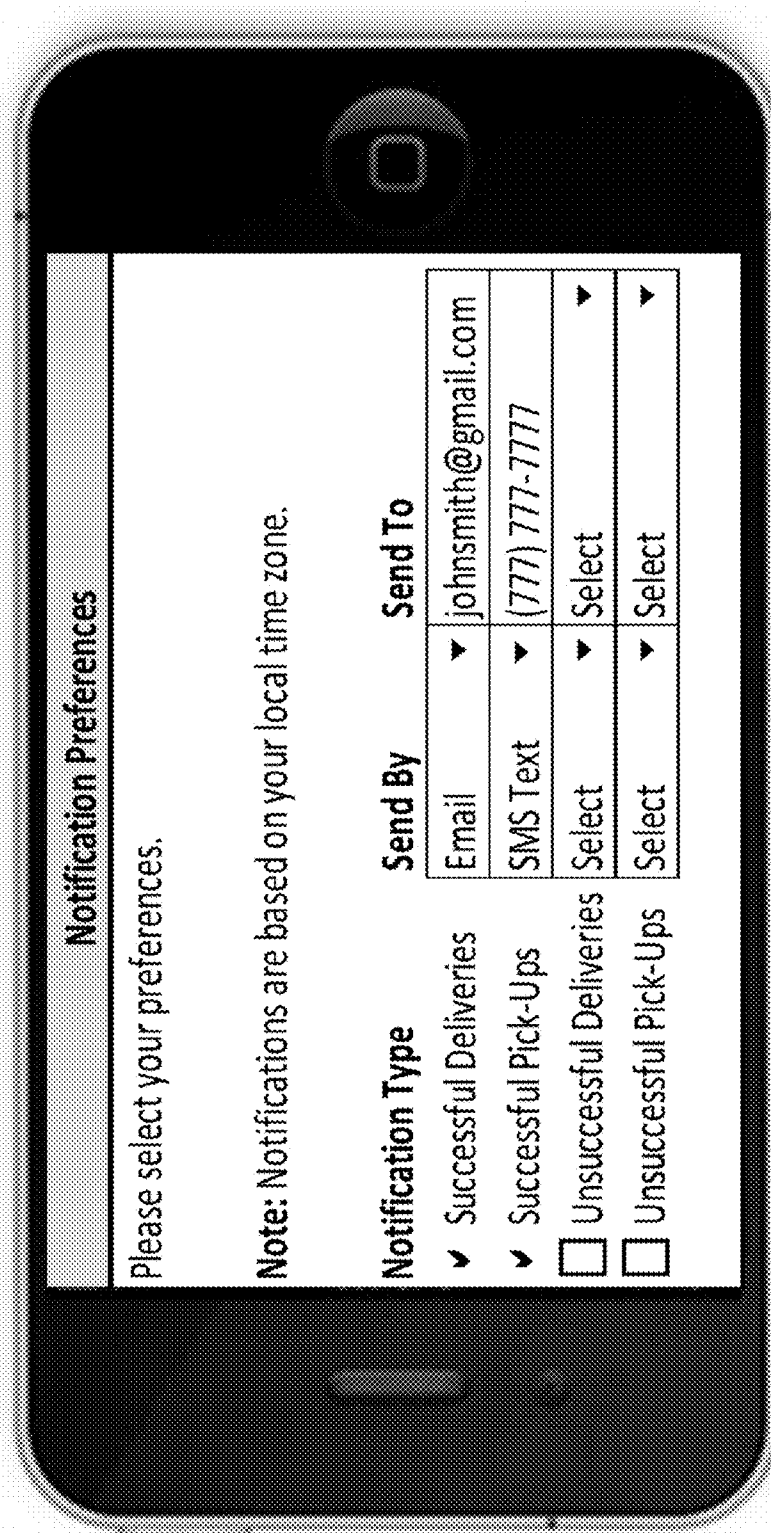 Notification Preferences
Please select your preferences.
Note: Notifications are based on your local time zone.
Notification Type Send By Send To
✔ Successful Deliveries Email ▼ johnsmith@gmail.com
✔ Successful Pick-Ups SMS Text ▼ (777) 777-7777
☐ Unsuccessful Deliveries Select ▼ Select ▼
☐ Unsuccessful Pick-Ups Select ▼ Select ▼